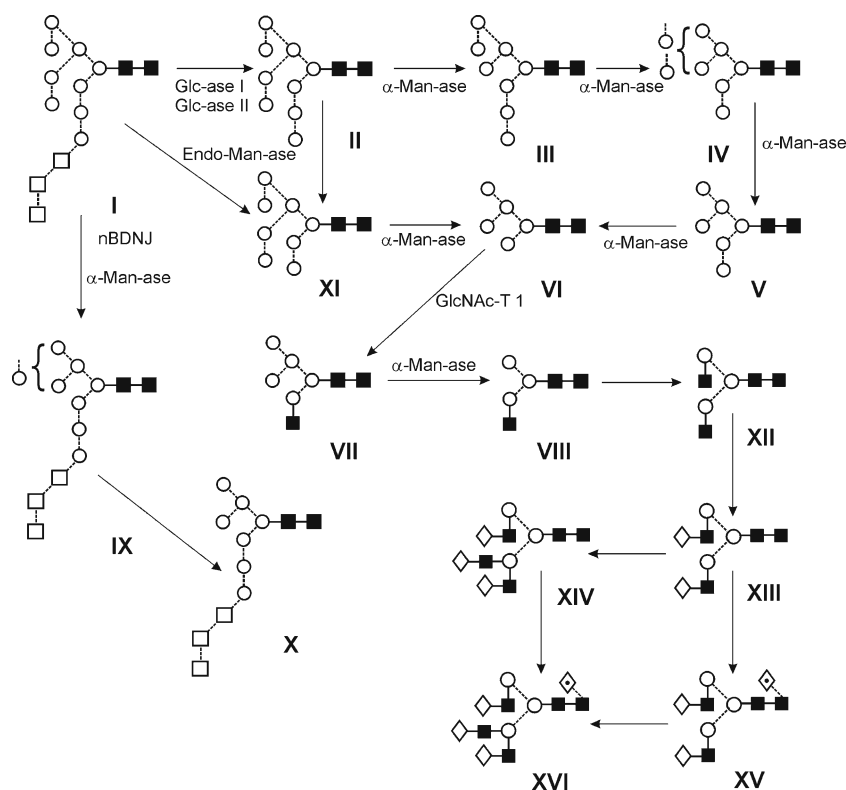 Glc-ase I
Glc-ase II
α-Man-ase
α-Man-ase
I
II
III
IV
Endo-Man-ase
α-Man-ase
nBDNJ
α-Man-ase
α-Man-ase
α-Man-ase
XI
VI
V
GlcNAc-T 1
α-Man-ase
VII
VIII
XII
IX
X
XIV
XIII
XVI
XV